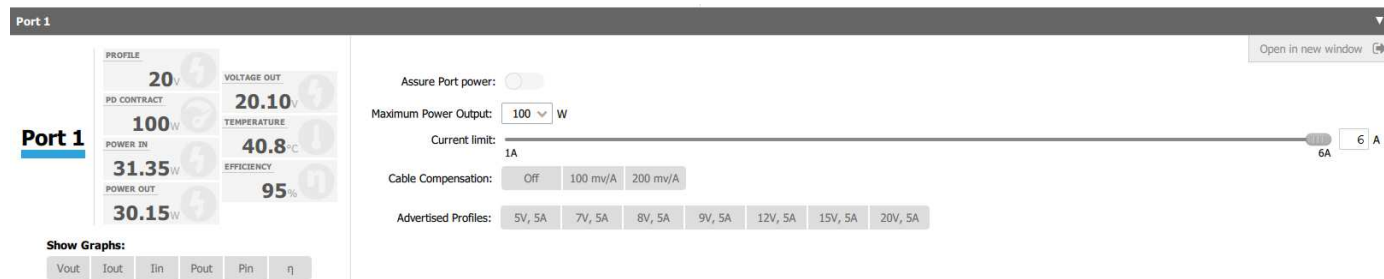 Port 1
Open in new window
Port 1
PROFILE
20V
PD CONTRACT
100W
POWER IN
31.35W
POWER OUT
30.15W
VOLTAGE OUT
20.10V
TEMPERATURE
40.8°C
EFFICIENCY
95%
Show Graphs:
Vout Iout Iin Pout Pin η
Assure Port power:
Maximum Power Output: 100 W
Current limit: 6 A
1A 6A
Cable Compensation: Off 100 mv/A 200 mv/A
Advertised Profiles: 5V, 5A 7V, 5A 8V, 5A 9V, 5A 12V, 5A 15V, 5A 20V, 5A